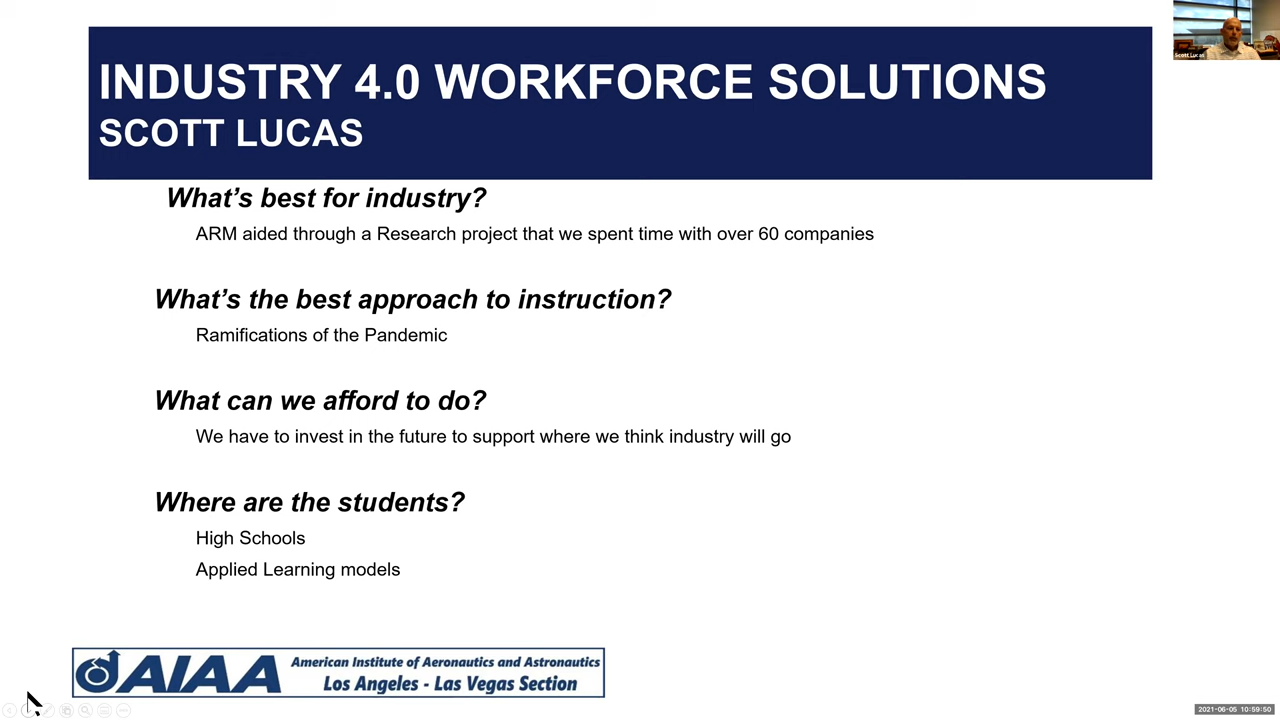 INDUSTRY 4.0 WORKFORCE SOLUTIONS
SCOTT LUCAS
Scott Lucas
What’s best for industry?
ARM aided through a Research project that we spent time with over 60 companies
What’s the best approach to instruction?
Ramifications of the Pandemic
What can we afford to do?
We have to invest in the future to support where we think industry will go
Where are the students?
High Schools
Applied Learning models
AIAA
American Institute of Aeronautics and Astronautics
Los Angeles - Las Vegas Section
2021-06-05 10:59:50